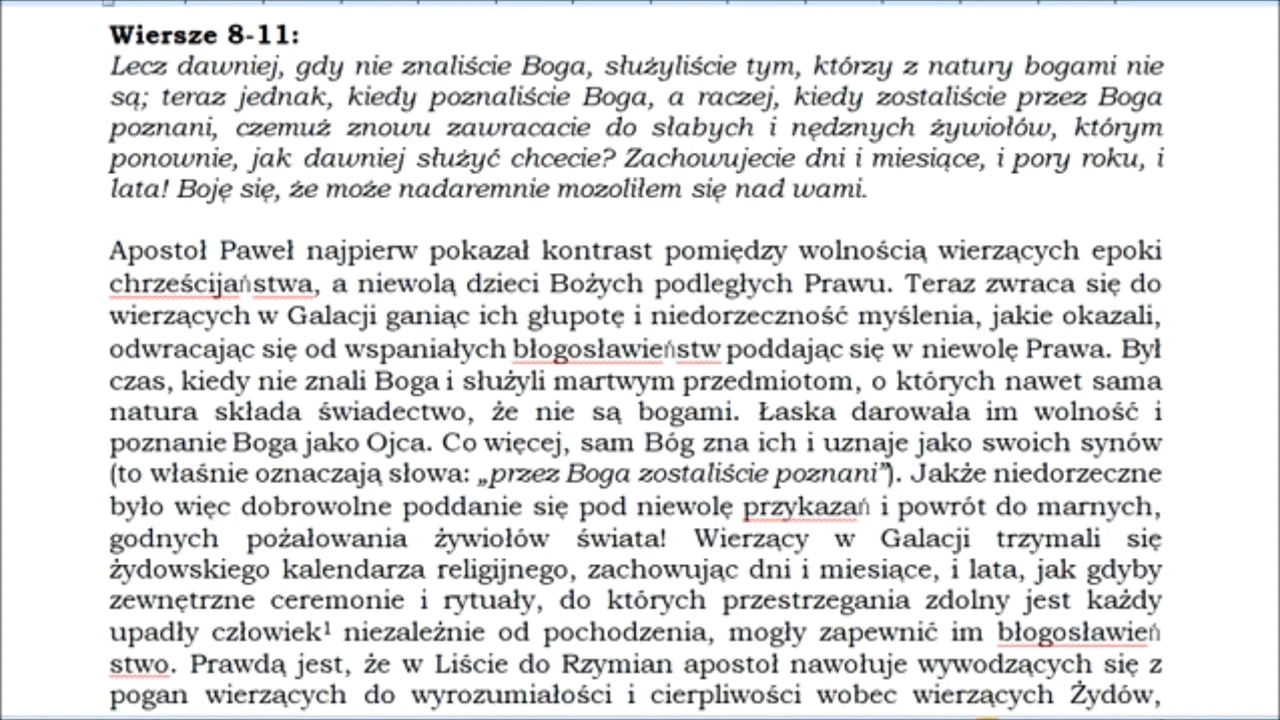 Wiersze 8-11:
Lecz dawniej, gdy nie znaliście Boga, służyliście tym, którzy z natury bogami nie
są; teraz jednak, kiedy poznaliście Boga, a raczej, kiedy zostaliście przez Boga
poznani, czemuż znowu zawracacie do słabych i nędznych żywiołów, którym
ponownie, jak dawniej służyć chcecie? Zachowujecie dni i miesiące, i pory roku, i
lata! Boję się, że może nadaremnie mozoliłem się nad wami.
Apostoł Paweł najpierw pokazał kontrast pomiędzy wolnością wierzących epoki
chrześcijaństwa, a niewolą dzieci Bożych podległych Prawu. Teraz zwraca się do
wierzących w Galacji ganiąc ich głupotę i niedorzeczność myślenia, jakie okazali,
odwracając się od wspaniałych błogosławieństw poddając się w niewolę Prawa. Był
czas, kiedy nie znali Boga i służyli martwym przedmiotom, o których nawet sama
natura składa świadectwo, że nie są bogami. Łaska darowała im wolność i
poznanie Boga jako Ojca. Co więcej, sam Bóg zna ich i uznaje jako swoich synów
(to właśnie oznaczają słowa: „przez Boga zostaliście poznani”). Jakże niedorzeczne
było więc dobrowolne poddanie się pod niewolę przykazań i powrót do marnych,
godnych pożałowania żywiołów świata! Wierzący w Galacji trzymali się
żydowskiego kalendarza religijnego, zachowując dni i miesiące, i lata, jak gdyby
zewnętrzne ceremonie i rytuały, do których przestrzegania zdolny jest każdy
upadły człowiek¹ niezależnie od pochodzenia, mogły zapewnić im błogosławień
stwo. Prawdą jest, że w Liście do Rzymian apostoł nawołuje wywodzących się z
pogan wierzących do wyrozumiałości i cierpliwości wobec wierzących Żydów,